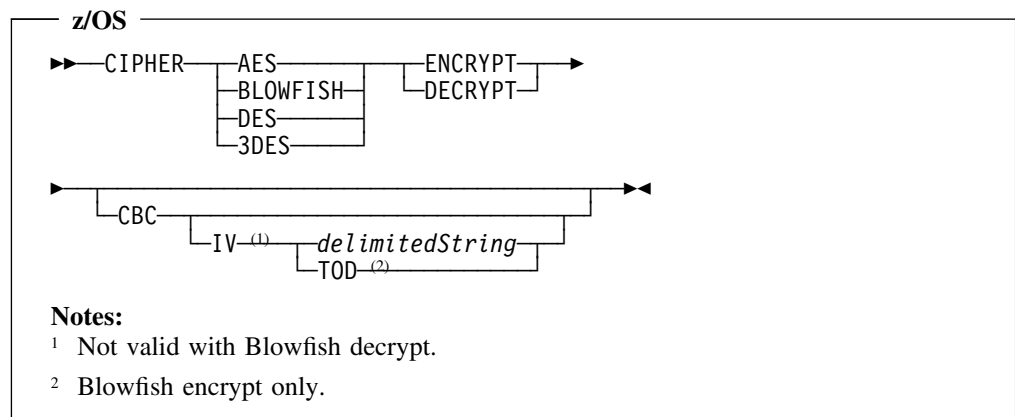 z/OS
CIPHER AES ENCRYPT
BLOWFISH DECRYPT
DES
3DES
CBC
IV (1) delimitedString
TOD (2)
Notes:
1 Not valid with Blowfish decrypt.
2 Blowfish encrypt only.